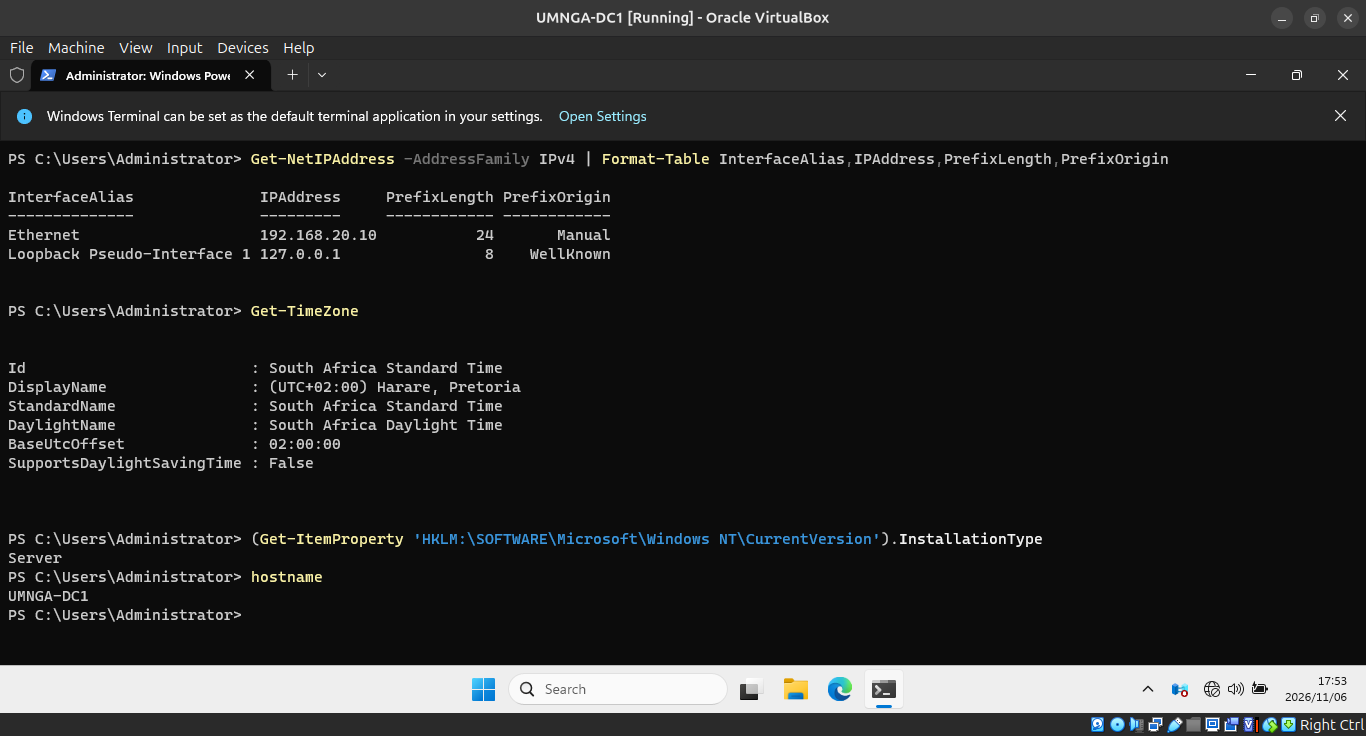 UMNGA-DC1 [Running] - Oracle VirtualBox
File Machine View Input Devices Help
Administrator: Windows Powe
Windows Terminal can be set as the default terminal application in your settings. Open Settings
PS C:\Users\Administrator> Get-NetIPAddress -AddressFamily IPv4 | Format-Table InterfaceAlias,IPAddress,PrefixLength,PrefixOrigin
InterfaceAlias IPAddress PrefixLength PrefixOrigin
-------------- --------- ------------ ------------
Ethernet 192.168.20.10 24 Manual
Loopback Pseudo-Interface 1 127.0.0.1 8 WellKnown
PS C:\Users\Administrator> Get-TimeZone
Id : South Africa Standard Time
DisplayName : (UTC+02:00) Harare, Pretoria
StandardName : South Africa Standard Time
DaylightName : South Africa Daylight Time
BaseUtcOffset : 02:00:00
SupportsDaylightSavingTime : False
PS C:\Users\Administrator> (Get-ItemProperty 'HKLM:\SOFTWARE\Microsoft\Windows NT\CurrentVersion').InstallationType
Server
PS C:\Users\Administrator> hostname
UMNGA-DC1
PS C:\Users\Administrator>
Search
17:53
2026/11/06
Right Ctrl